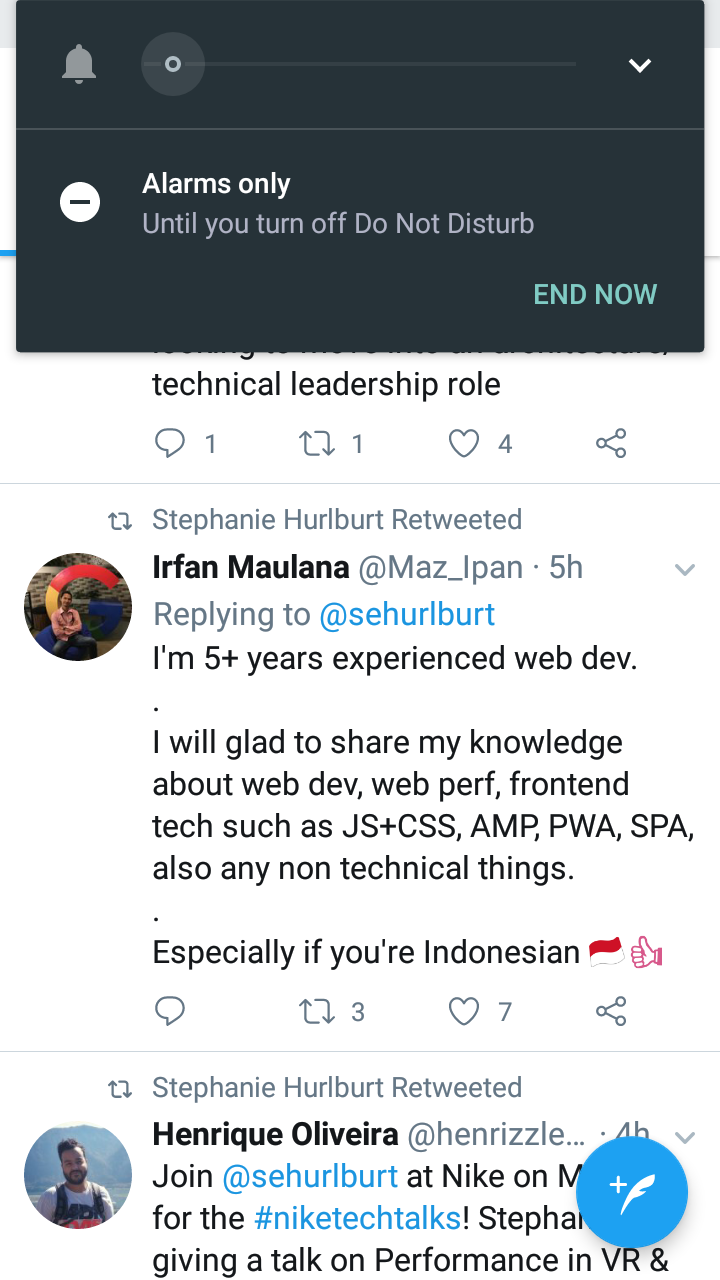 Alarms only
Until you turn off Do Not Disturb
END NOW
technical leadership role
1 1 4
Stephanie Hurlburt Retweeted
Irfan Maulana @Maz_Ipan · 5h
Replying to @sehurlburt
I'm 5+ years experienced web dev.
.
I will glad to share my knowledge
about web dev, web perf, frontend
tech such as JS+CSS, AMP, PWA, SPA,
also any non technical things.
.
Especially if you're Indonesian 🇮🇩👍
3 7
Stephanie Hurlburt Retweeted
Henrique Oliveira @henrizzle... · 4h
Join @sehurlburt at Nike on M
for the #niketechtalks! Stephan
giving a talk on Performance in VR &